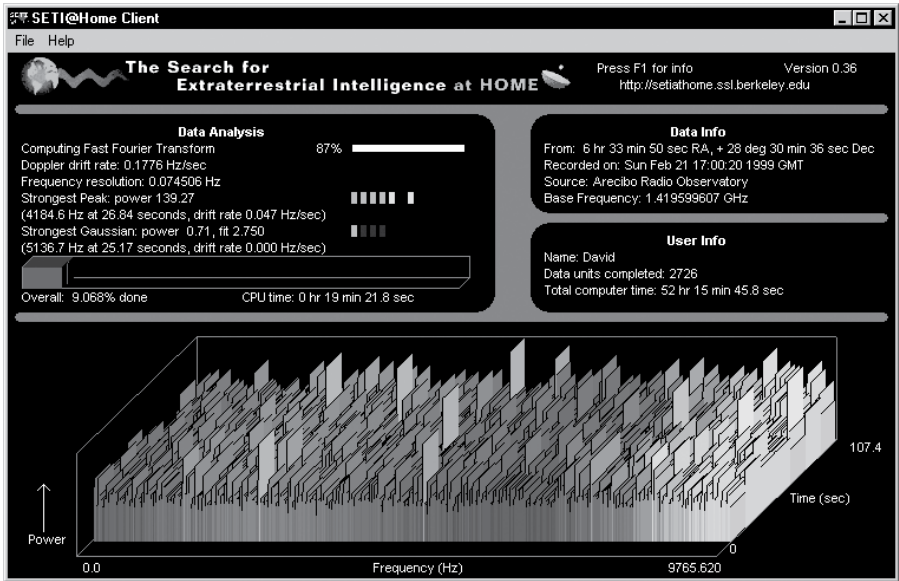 SETI@Home Client
File Help
The Search for
Extraterrestrial Intelligence at HOME
Press F1 for info Version 0.36
http://setiathome.ssl.berkeley.edu
Data Analysis
Computing Fast Fourier Transform 87%
Doppler drift rate: 0.1776 Hz/sec
Frequency resolution: 0.074506 Hz
Strongest Peak: power 139.27
(4184.6 Hz at 26.84 seconds, drift rate 0.047 Hz/sec)
Strongest Gaussian: power 0.71, fit 2.750
(5136.7 Hz at 25.17 seconds, drift rate 0.000 Hz/sec)
Overall: 9.068% done CPU time: 0 hr 19 min 21.8 sec
Data Info
From: 6 hr 33 min 50 sec RA, + 28 deg 30 min 36 sec Dec
Recorded on: Sun Feb 21 17:00:20 1999 GMT
Source: Arecibo Radio Observatory
Base Frequency: 1.419599607 GHz
User Info
Name: David
Data units completed: 2726
Total computer time: 52 hr 15 min 45.8 sec
107.4
Time (sec)
Power
0
0.0 Frequency (Hz) 9765.620